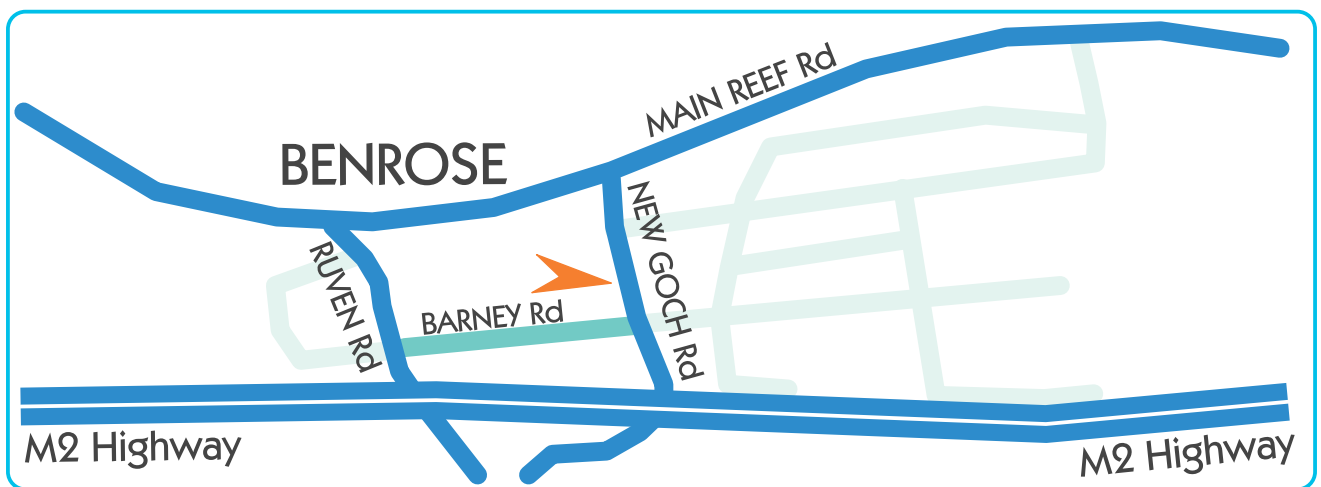 MAIN REEF Rd
BENROSE
NEW GOCH Rd
RUVEN Rd
BARNEY Rd
M2 Highway
M2 Highway